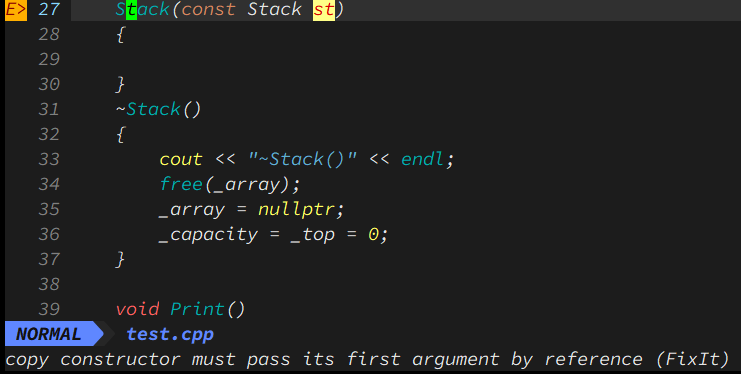 E> 27 Stack(const Stack st)
28 {
29
30 }
31 ~Stack()
32 {
33 cout << "~Stack()" << endl;
34 free(_array);
35 _array = nullptr;
36 _capacity = _top = 0;
37 }
38
39 void Print()
NORMAL test.cpp
copy constructor must pass its first argument by reference (FixIt)